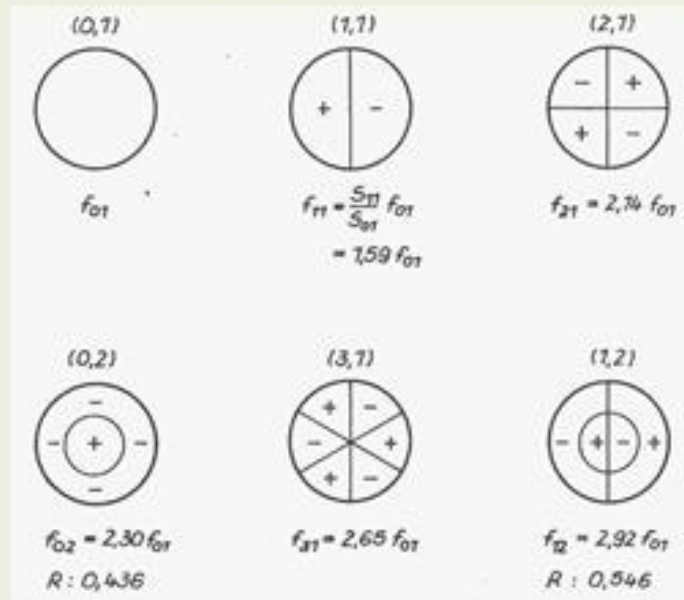 (0,1)
f₀₁
(1,1)
+ -
f₁₁ = S₁₁/S₀₁ f₀₁
= 1,59 f₀₁
(2,1)
- +
+ -
f₂₁ = 2,14 f₀₁
(0,2)
-
- + -
-
f₀₂ = 2,30 f₀₁
R : 0,436
(3,1)
+ -
- +
+ -
f₃₁ = 2,65 f₀₁
(1,2)
- + - +
f₁₂ = 2,92 f₀₁
R : 0,546